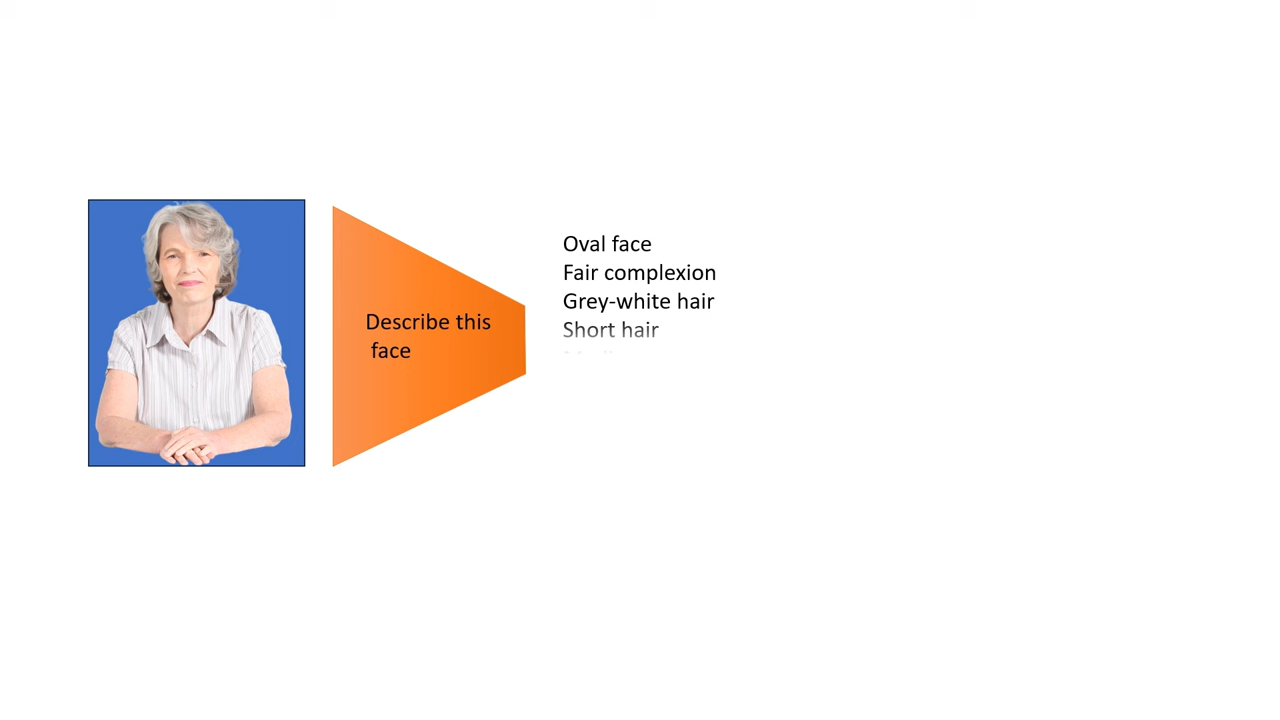 Describe this
face
Oval face
Fair complexion
Grey-white hair
Short hair